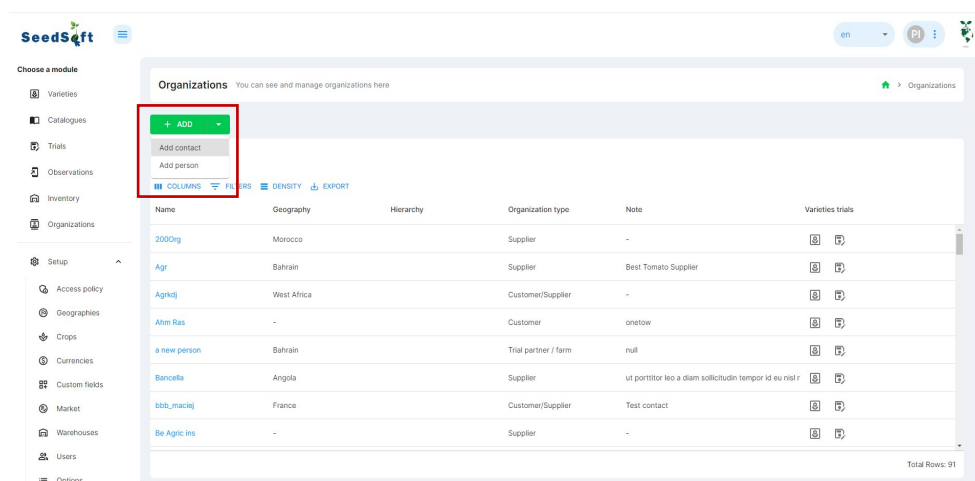 SeedSoft
en
PI
Choose a module
Varieties
Catalogues
Trials
Observations
Inventory
Organizations
Setup
Access policy
Geographies
Crops
Currencies
Custom fields
Market
Warehouses
Users
Options
Organizations You can see and manage organizations here
> Organizations
+ ADD
Add contact
Add person
COLUMNS FILTERS DENSITY EXPORT
Name Geography Hierarchy Organization type Note Varieties trials
200Org Morocco Supplier -
Agr Bahrain Supplier Best Tomato Supplier
Agrkdj West Africa Customer/Supplier -
Ahm Ras - Customer onetow
a new person Bahrain Trial partner / farm null
Bancella Angola Supplier ut porttitor leo a diam sollicitudin tempor id eu nisl r
bbb_maciej France Customer/Supplier Test contact
Be Agric ins - Supplier -
Total Rows: 91